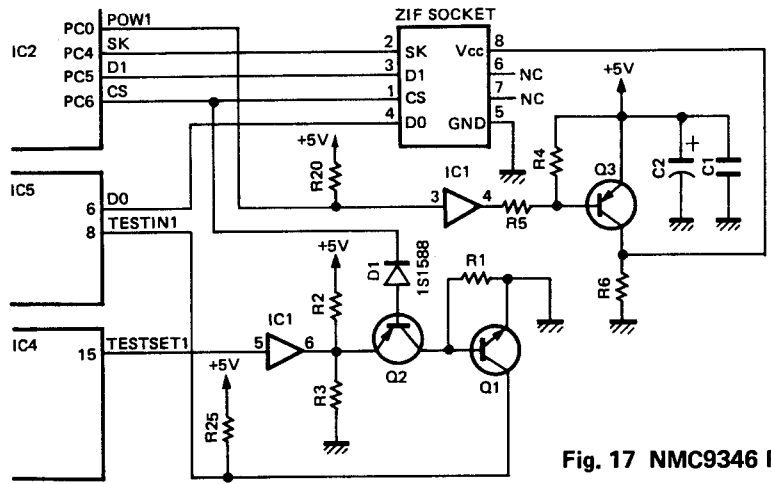 ZIF SOCKET
IC2
PC0 POW1
PC4 SK
PC5 D1
PC6 CS
2 SK
3 D1
1 CS
4 D0
Vcc 8
6 NC
7 NC
GND 5
+5V
+5V
R20
IC1
3 4
R5
R4
Q3
C2 +
C1
R6
IC5
6 D0
8 TESTIN1
D1
1S1588
+5V
R2
R1
IC1
IC4
15 TESTSET1
5 6
Q2
Q1
+5V
R3
R25
Fig. 17 NMC9346